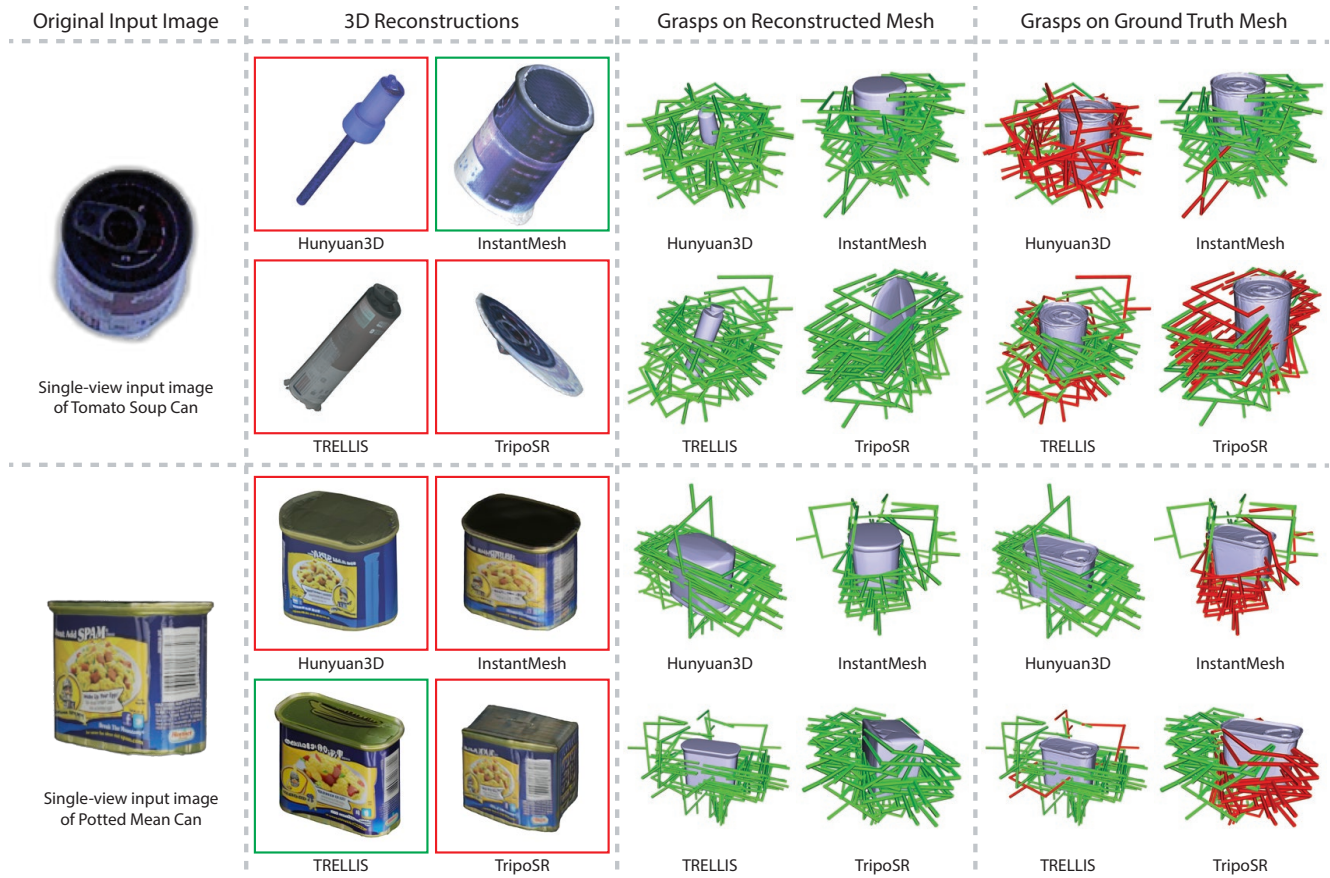 Original Input Image
3D Reconstructions
Grasps on Reconstructed Mesh
Grasps on Ground Truth Mesh
Hunyuan3D
InstantMesh
Hunyuan3D
InstantMesh
Hunyuan3D
InstantMesh
Single-view input image
of Tomato Soup Can
TRELLIS
TripoSR
TRELLIS
TripoSR
TRELLIS
TripoSR
SPAM
Hunyuan3D
InstantMesh
Hunyuan3D
InstantMesh
Hunyuan3D
InstantMesh
Single-view input image
of Potted Mean Can
TRELLIS
TripoSR
TRELLIS
TripoSR
TRELLIS
TripoSR